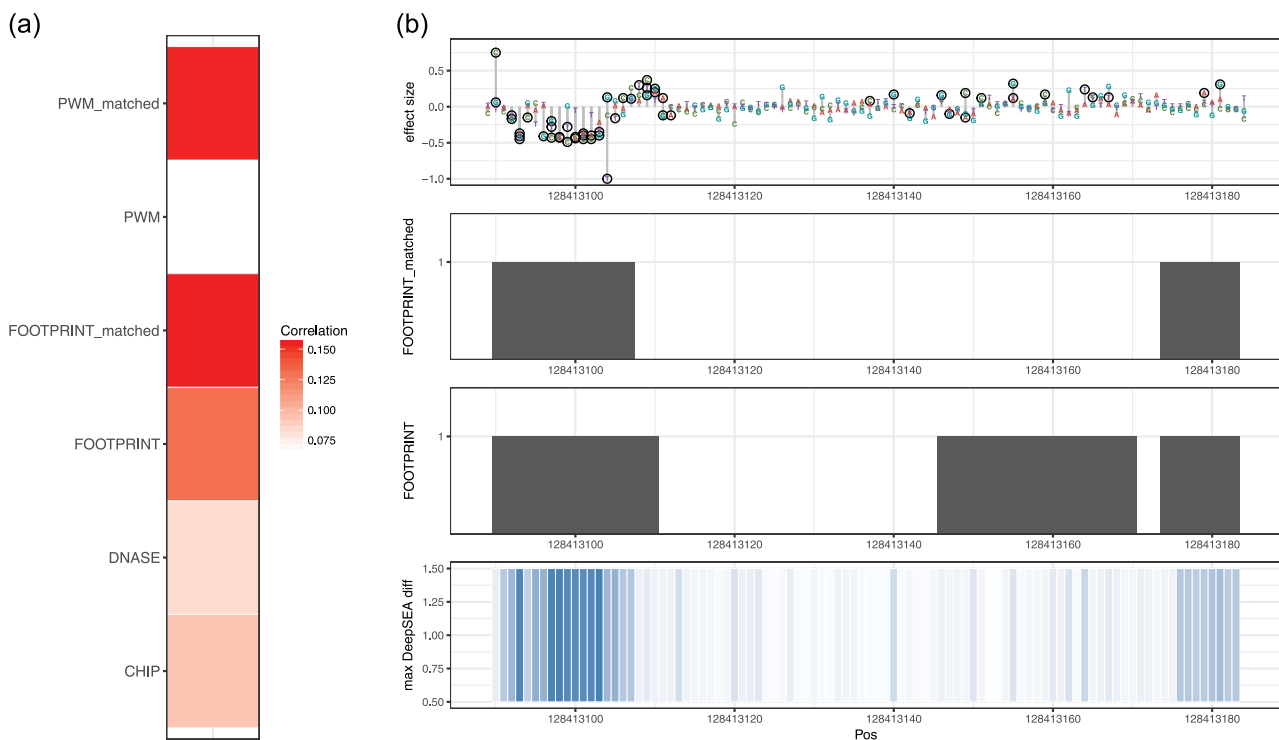 (a)
PWM_matched
PWM
FOOTPRINT_matched
FOOTPRINT
DNASE
CHIP
Correlation
0.150
0.125
0.100
0.075
(b)
effect size
0.5
0.0
−0.5
−1.0
128413100 128413120 128413140 128413160 128413180
FOOTPRINT_matched
1
128413100 128413120 128413140 128413160 128413180
FOOTPRINT
1
128413100 128413120 128413140 128413160 128413180
max DeepSEA diff
1.50
1.25
1.00
0.75
0.50
128413100 128413120 128413140 128413160 128413180
Pos